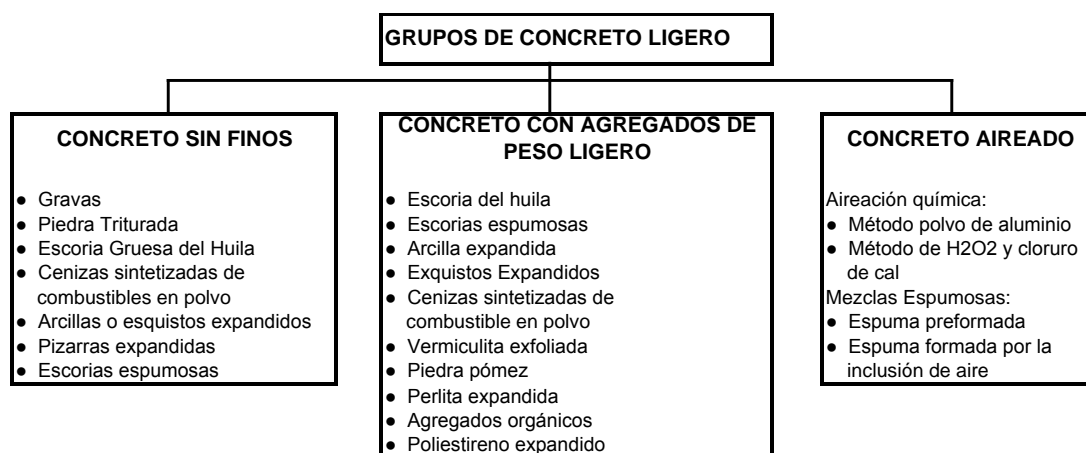 GRUPOS DE CONCRETO LIGERO
CONCRETO SIN FINOS
● Gravas
● Piedra Triturada
● Escoria Gruesa del Huila
● Cenizas sintetizadas de
combustibles en polvo
● Arcillas o esquistos expandidos
● Pizarras expandidas
● Escorias espumosas
CONCRETO CON AGREGADOS DE
PESO LIGERO
● Escoria del huila
● Escorias espumosas
● Arcilla expandida
● Exquistos Expandidos
● Cenizas sintetizadas de
combustible en polvo
● Vermiculita exfoliada
● Piedra pómez
● Perlita expandida
● Agregados orgánicos
● Poliestireno expandido
CONCRETO AIREADO
Aireación química:
● Método polvo de aluminio
● Método de H2O2 y cloruro
de cal
Mezclas Espumosas:
● Espuma preformada
● Espuma formada por la
inclusión de aire